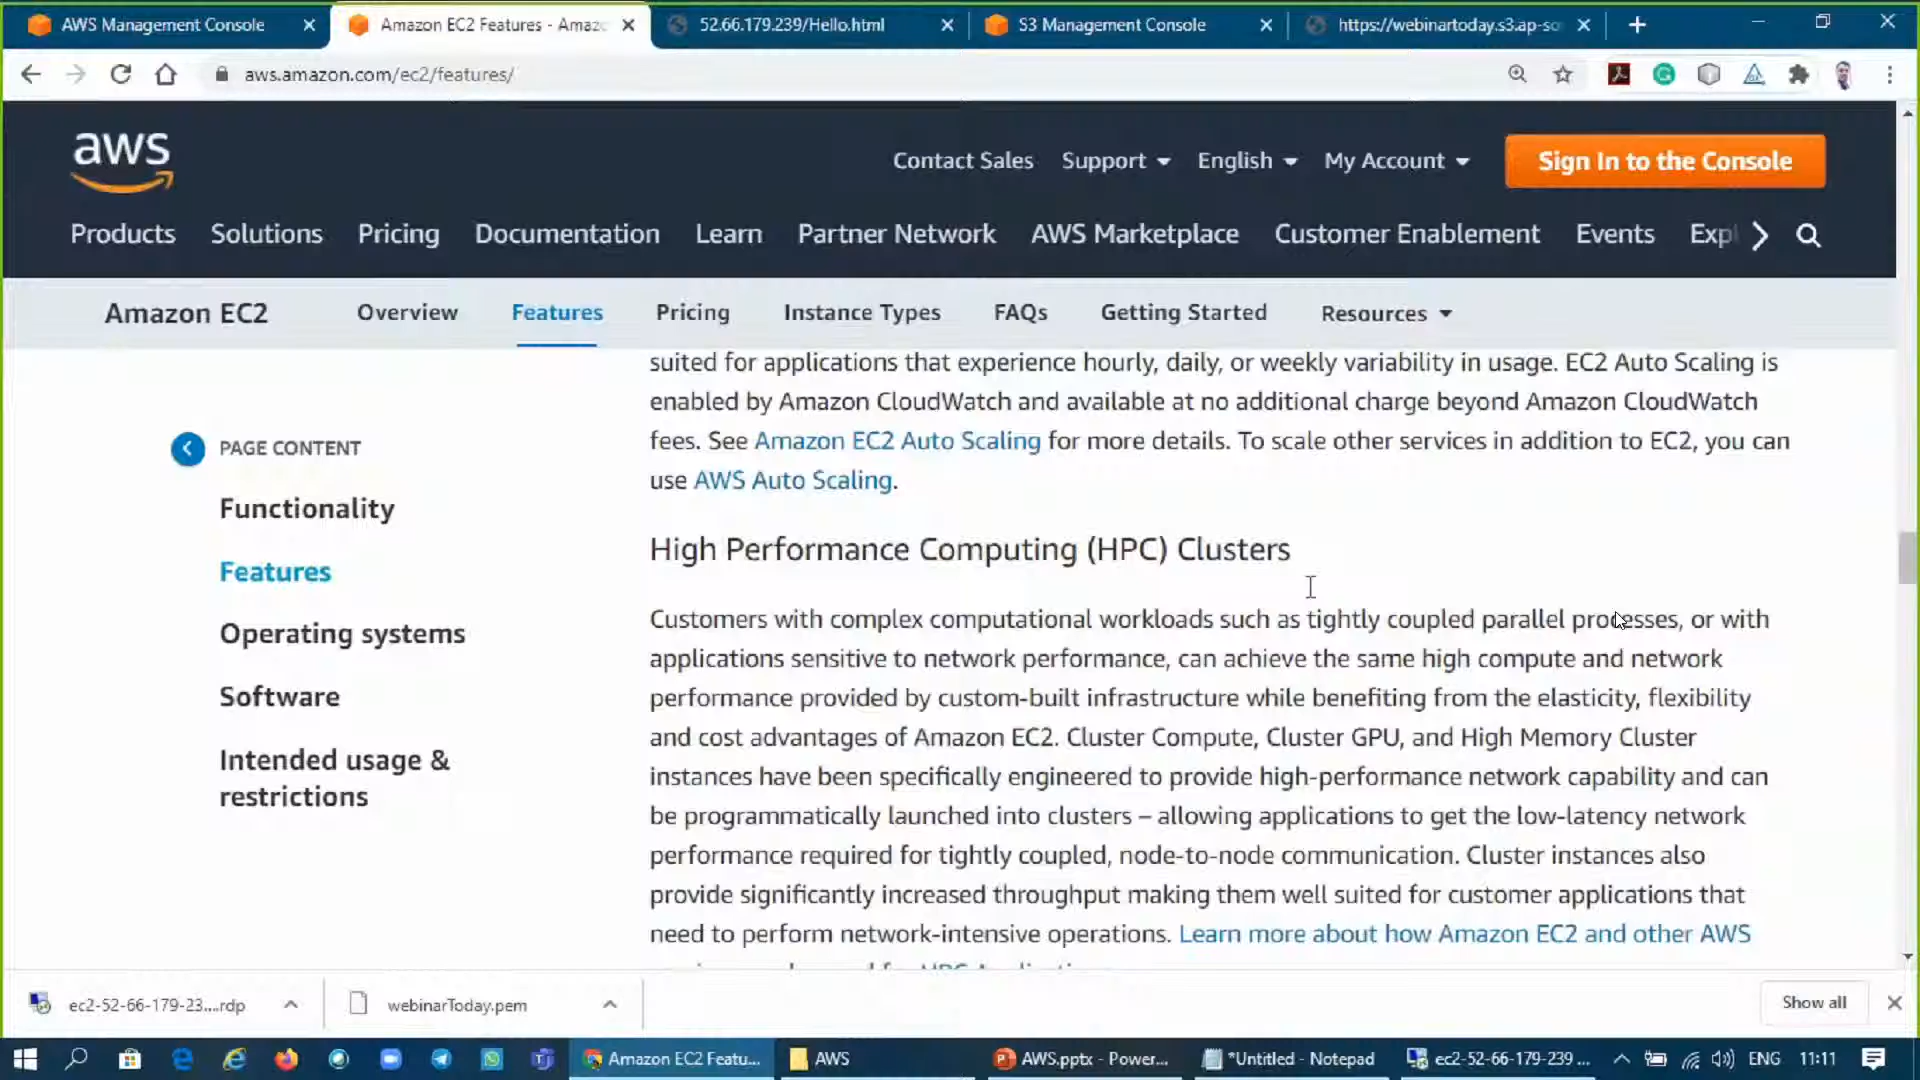 AWS Management Console
Amazon EC2 Features - Amaz
52.66.179.239/Hello.html
S3 Management Console
https://webinartoday.s3.ap-so
aws.amazon.com/ec2/features/
aws
Contact Sales
Support
English
My Account
Sign In to the Console
Products
Solutions
Pricing
Documentation
Learn
Partner Network
AWS Marketplace
Customer Enablement
Events
Expl
Amazon EC2
Overview
Features
Pricing
Instance Types
FAQs
Getting Started
Resources
PAGE CONTENT
Functionality
Features
Operating systems
Software
Intended usage &
restrictions
suited for applications that experience hourly, daily, or weekly variability in usage. EC2 Auto Scaling is
enabled by Amazon CloudWatch and available at no additional charge beyond Amazon CloudWatch
fees. See Amazon EC2 Auto Scaling for more details. To scale other services in addition to EC2, you can
use AWS Auto Scaling.
High Performance Computing (HPC) Clusters
Customers with complex computational workloads such as tightly coupled parallel processes, or with
applications sensitive to network performance, can achieve the same high compute and network
performance provided by custom-built infrastructure while benefiting from the elasticity, flexibility
and cost advantages of Amazon EC2. Cluster Compute, Cluster GPU, and High Memory Cluster
instances have been specifically engineered to provide high-performance network capability and can
be programmatically launched into clusters – allowing applications to get the low-latency network
performance required for tightly coupled, node-to-node communication. Cluster instances also
provide significantly increased throughput making them well suited for customer applications that
need to perform network-intensive operations. Learn more about how Amazon EC2 and other AWS
ec2-52-66-179-23....rdp
webinarToday.pem
Show all
Amazon EC2 Featu...
AWS
AWS.pptx - Power...
*Untitled - Notepad
ec2-52-66-179-239 ...
ENG
11:11